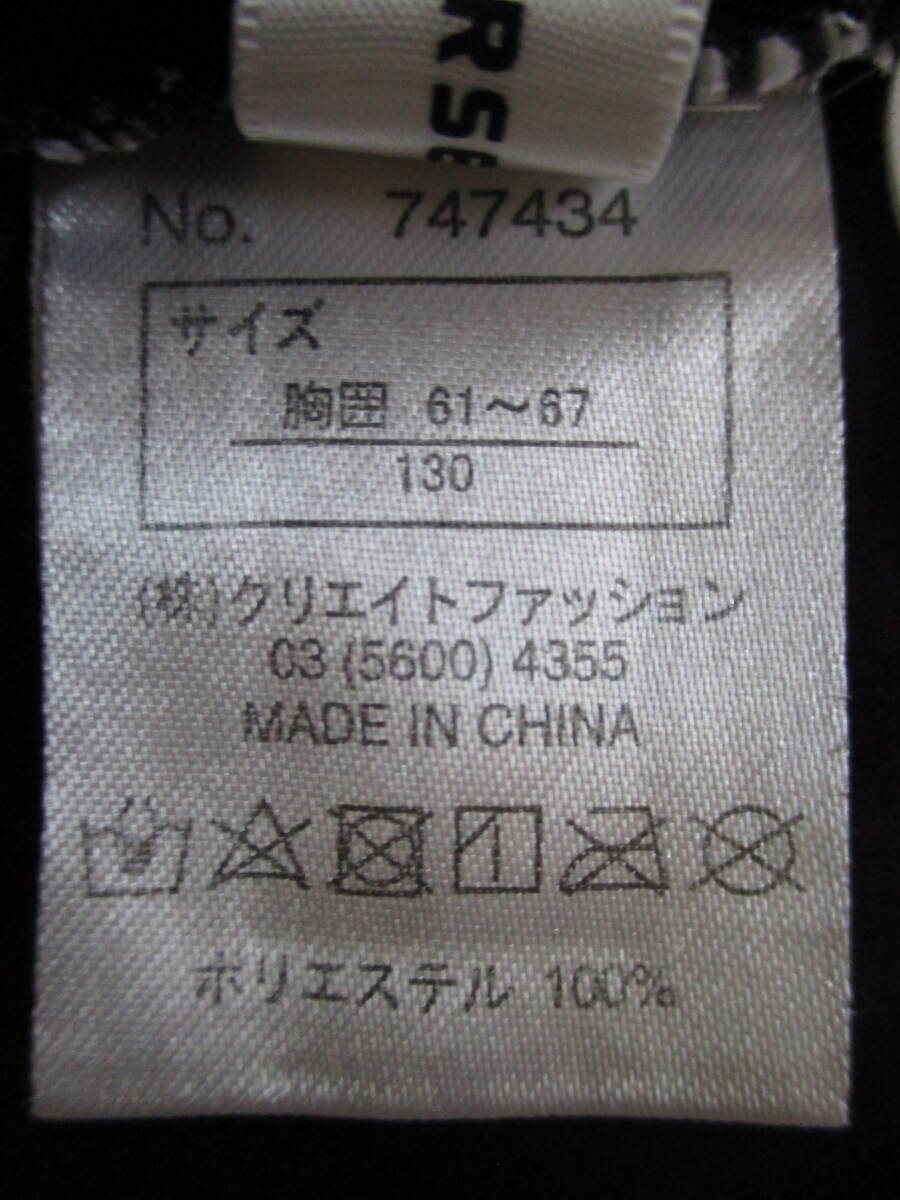 RS
No. 747434
サイズ
胸囲 61～67
130
(株)クリエイトファッション
03 (5600) 4355
MADE IN CHINA
ポリエステル 100%